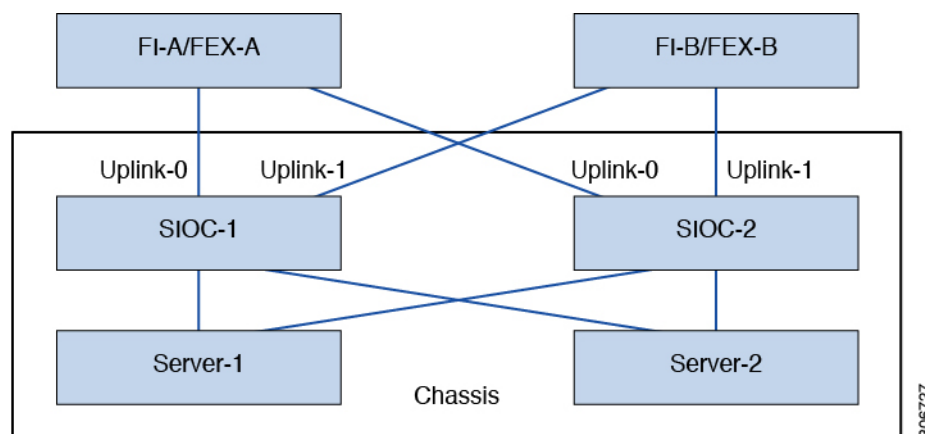 FI-A/FEX-A
FI-B/FEX-B
Uplink-0
Uplink-1
Uplink-0
Uplink-1
SIOC-1
SIOC-2
Server-1
Server-2
Chassis